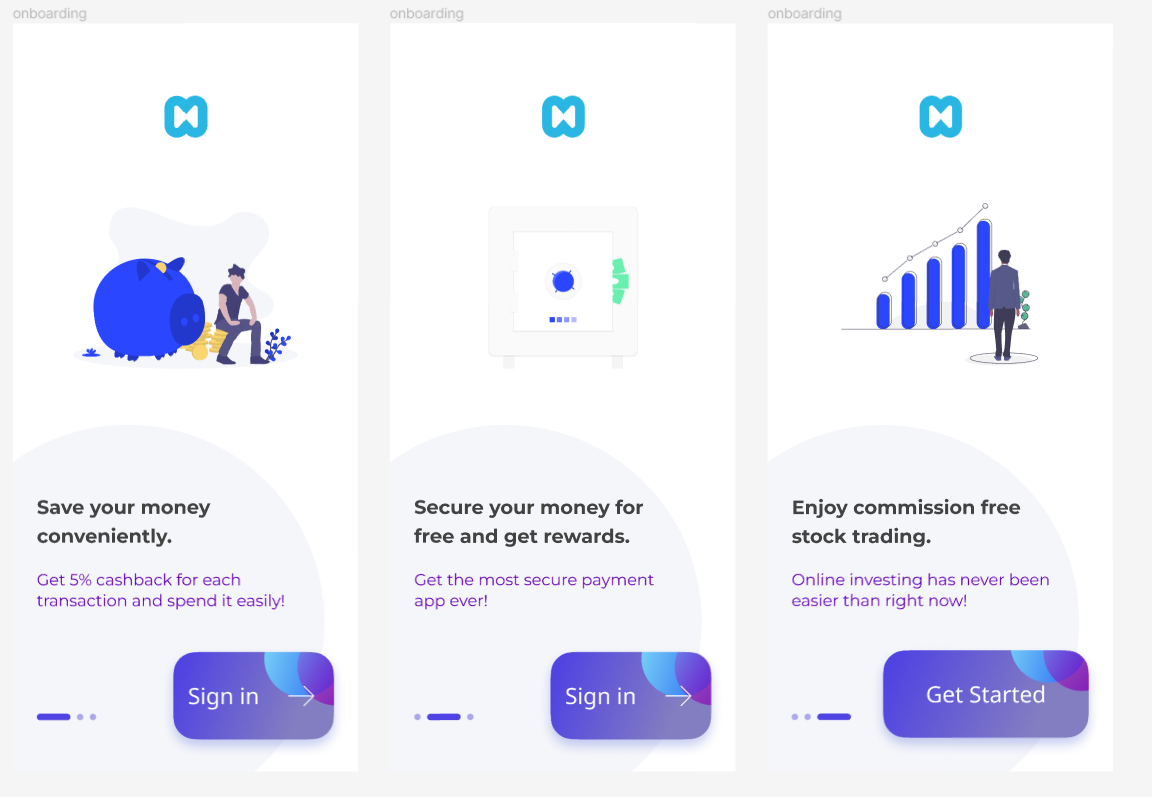 onboarding
onboarding
onboarding
Save your money
conveniently.
Get 5% cashback for each
transaction and spend it easily!
Sign in
Secure your money for
free and get rewards.
Get the most secure payment
app ever!
Sign in
Enjoy commission free
stock trading.
Online investing has never been
easier than right now!
Get Started